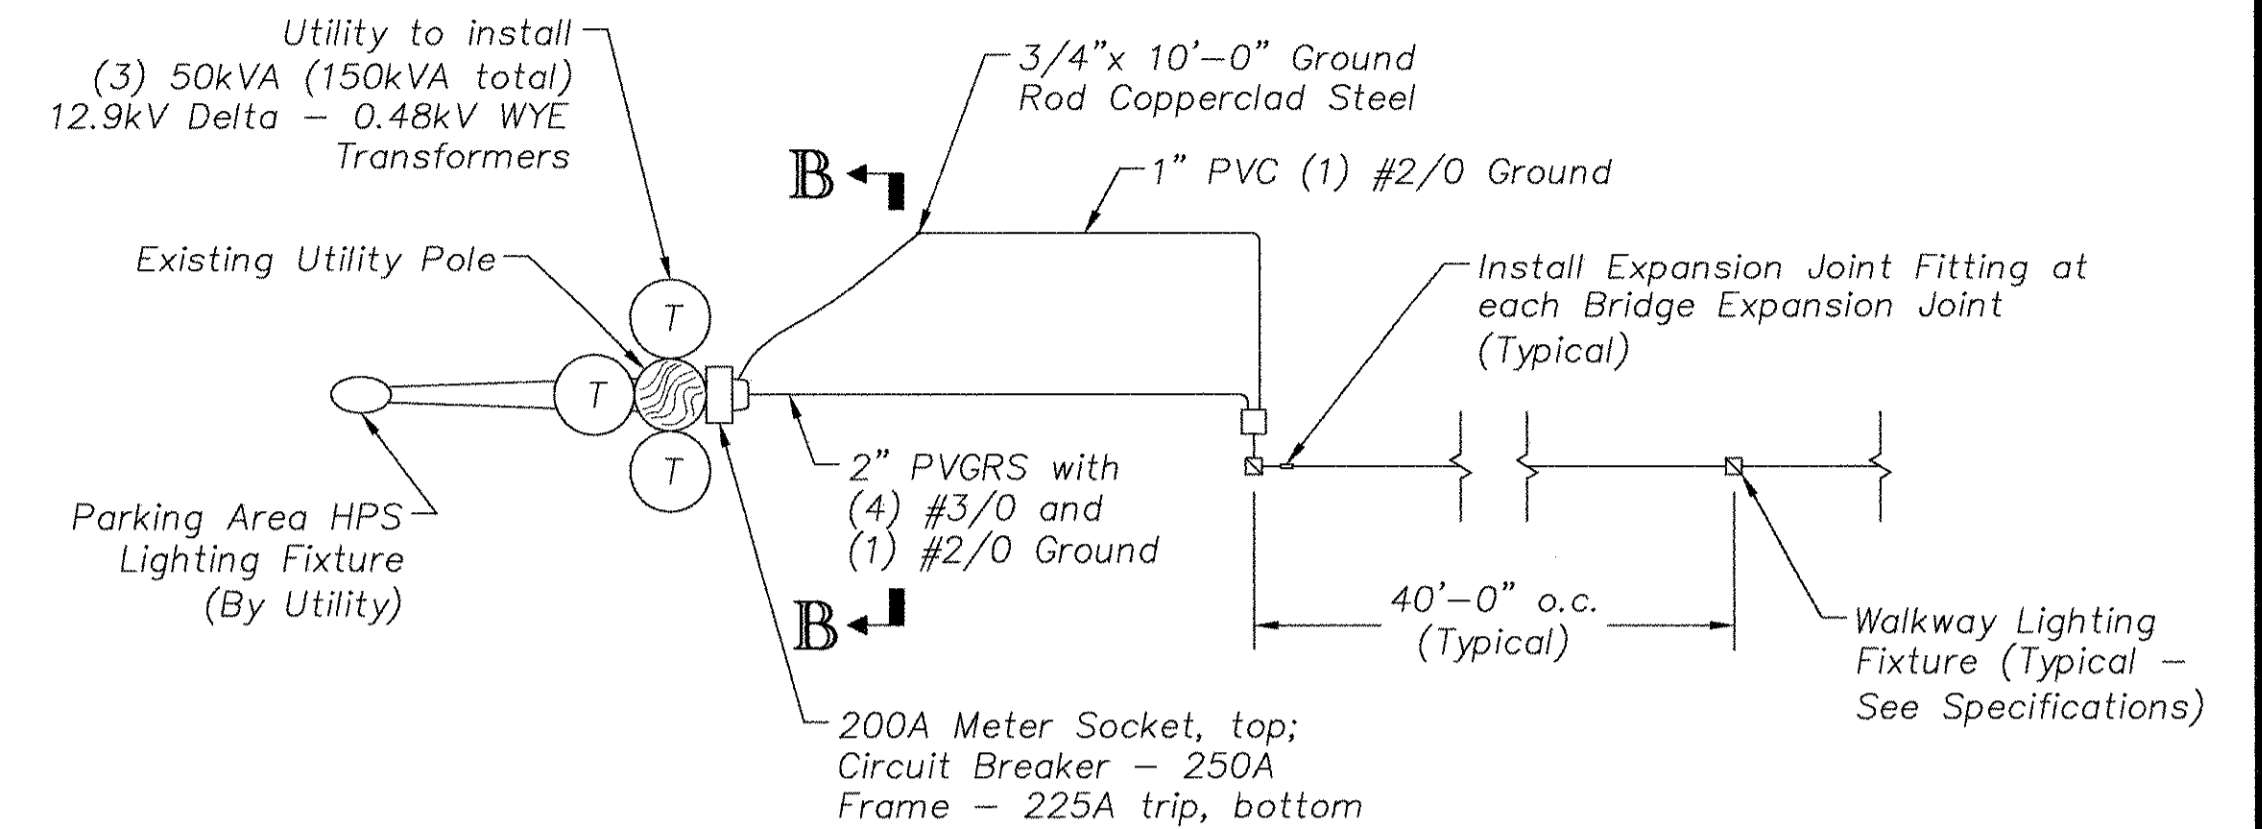 Utility to install
(3) 50kVA (150kVA total)
12.9kV Delta – 0.48kV WYE
Transformers
3/4"x 10'–0" Ground
Rod Copperclad Steel
B
1" PVC (1) #2/0 Ground
Existing Utility Pole
Install Expansion Joint Fitting at
each Bridge Expansion Joint
(Typical)
T
T
T
2" PVGRS with
(4) #3/0 and
(1) #2/0 Ground
Parking Area HPS
Lighting Fixture
(By Utility)
B
40'–0" o.c.
(Typical)
Walkway Lighting
Fixture (Typical –
See Specifications)
200A Meter Socket, top;
Circuit Breaker – 250A
Frame – 225A trip, bottom